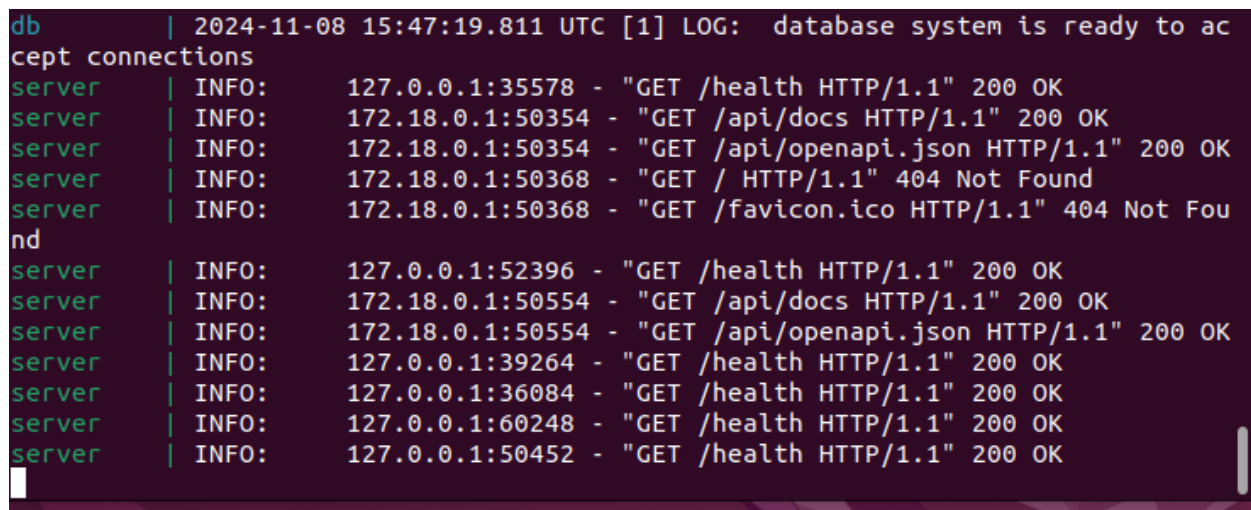 db        | 2024-11-08 15:47:19.811 UTC [1] LOG:  database system is ready to ac
cept connections
server    | INFO:     127.0.0.1:35578 - "GET /health HTTP/1.1" 200 OK
server    | INFO:     172.18.0.1:50354 - "GET /api/docs HTTP/1.1" 200 OK
server    | INFO:     172.18.0.1:50354 - "GET /api/openapi.json HTTP/1.1" 200 OK
server    | INFO:     172.18.0.1:50368 - "GET / HTTP/1.1" 404 Not Found
server    | INFO:     172.18.0.1:50368 - "GET /favicon.ico HTTP/1.1" 404 Not Fou
nd
server    | INFO:     127.0.0.1:52396 - "GET /health HTTP/1.1" 200 OK
server    | INFO:     172.18.0.1:50554 - "GET /api/docs HTTP/1.1" 200 OK
server    | INFO:     172.18.0.1:50554 - "GET /api/openapi.json HTTP/1.1" 200 OK
server    | INFO:     127.0.0.1:39264 - "GET /health HTTP/1.1" 200 OK
server    | INFO:     127.0.0.1:36084 - "GET /health HTTP/1.1" 200 OK
server    | INFO:     127.0.0.1:60248 - "GET /health HTTP/1.1" 200 OK
server    | INFO:     127.0.0.1:50452 - "GET /health HTTP/1.1" 200 OK